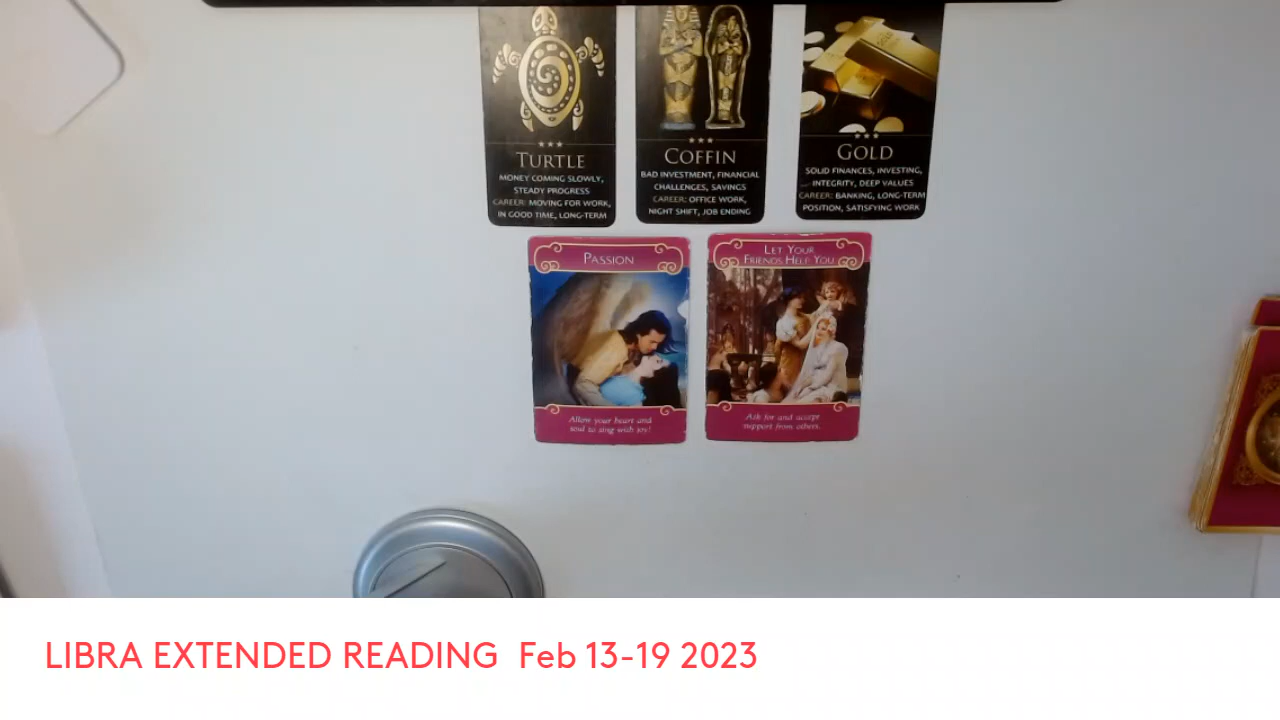 TURTLE
MONEY COMING SLOWLY,
STEADY PROGRESS
CAREER: MOVING FOR WORK,
IN GOOD TIME, LONG-TERM
COFFIN
BAD INVESTMENT, FINANCIAL
CHALLENGES, SAVINGS
CAREER: OFFICE WORK,
NIGHT SHIFT, JOB ENDING
GOLD
SOLID FINANCES, INVESTING,
INTEGRITY, DEEP VALUES
CAREER: BANKING, LONG-TERM
POSITION, SATISFYING WORK
PASSION
Allow your heart and
soul to sing with joy!
LET YOUR
FRIENDS HELP YOU
Ask for and accept
support from others.
LIBRA EXTENDED READING Feb 13-19 2023